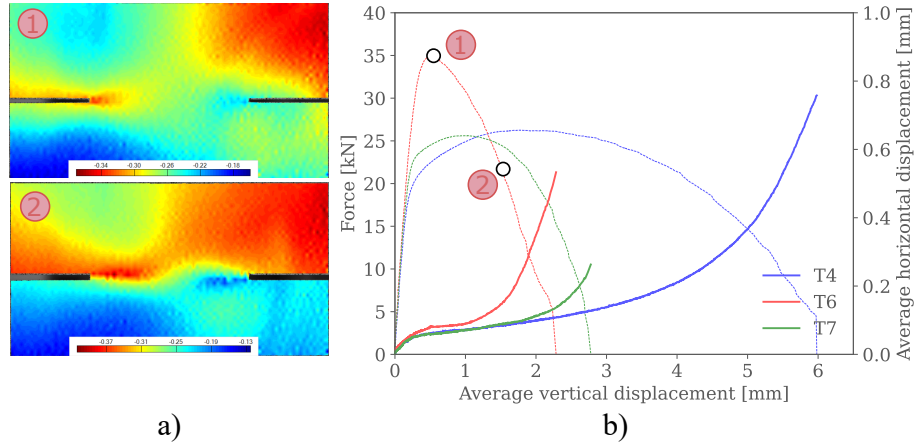 1
-0.34 -0.30 -0.26 -0.22 -0.18
2
-0.37 -0.31 -0.25 -0.19 -0.13
a)
40
35
30
25
20
15
10
5
0
Force [kN]
1
2
1.0
0.8
0.6
0.4
0.2
0.0
Average horizontal displacement [mm]
T4
T6
T7
0 1 2 3 4 5 6
Average vertical displacement [mm]
b)